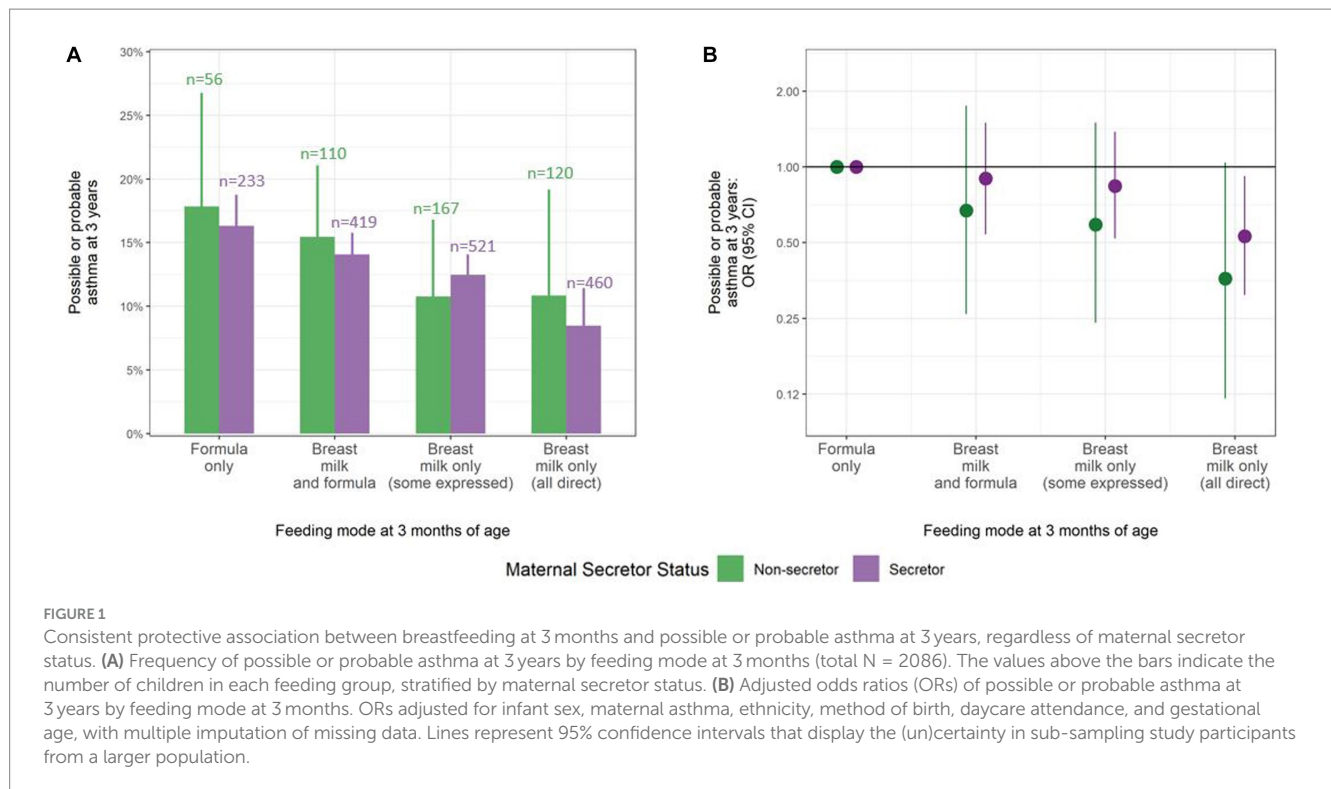 A
30%
25%
20%
15%
10%
5%
0%
Possible or probable
asthma at 3 years
n=56
n=233
n=110
n=419
n=167
n=521
n=120
n=460
Formula
only
Breast
milk
and formula
Breast
milk only
(some expressed)
Breast
milk only
(all direct)
Feeding mode at 3 months of age
B
2.00
1.00
0.50
0.25
0.12
Possible or probable
asthma at 3 years:
OR (95% CI)
Formula
only
Breast
milk
and formula
Breast
milk only
(some expressed)
Breast
milk only
(all direct)
Feeding mode at 3 months of age
Maternal Secretor Status Non-secretor Secretor
FIGURE 1
Consistent protective association between breastfeeding at 3 months and possible or probable asthma at 3 years, regardless of maternal secretor
status. (A) Frequency of possible or probable asthma at 3 years by feeding mode at 3 months (total N = 2086). The values above the bars indicate the
number of children in each feeding group, stratified by maternal secretor status. (B) Adjusted odds ratios (ORs) of possible or probable asthma at
3 years by feeding mode at 3 months. ORs adjusted for infant sex, maternal asthma, ethnicity, method of birth, daycare attendance, and gestational
age, with multiple imputation of missing data. Lines represent 95% confidence intervals that display the (un)certainty in sub-sampling study participants
from a larger population.